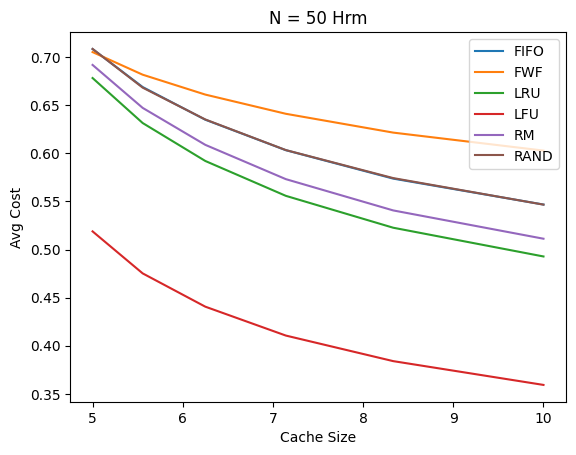 N = 50 Hrm
FIFO
FWF
LRU
LFU
RM
RAND
Avg Cost
0.70
0.65
0.60
0.55
0.50
0.45
0.40
0.35
5 6 7 8 9 10
Cache Size